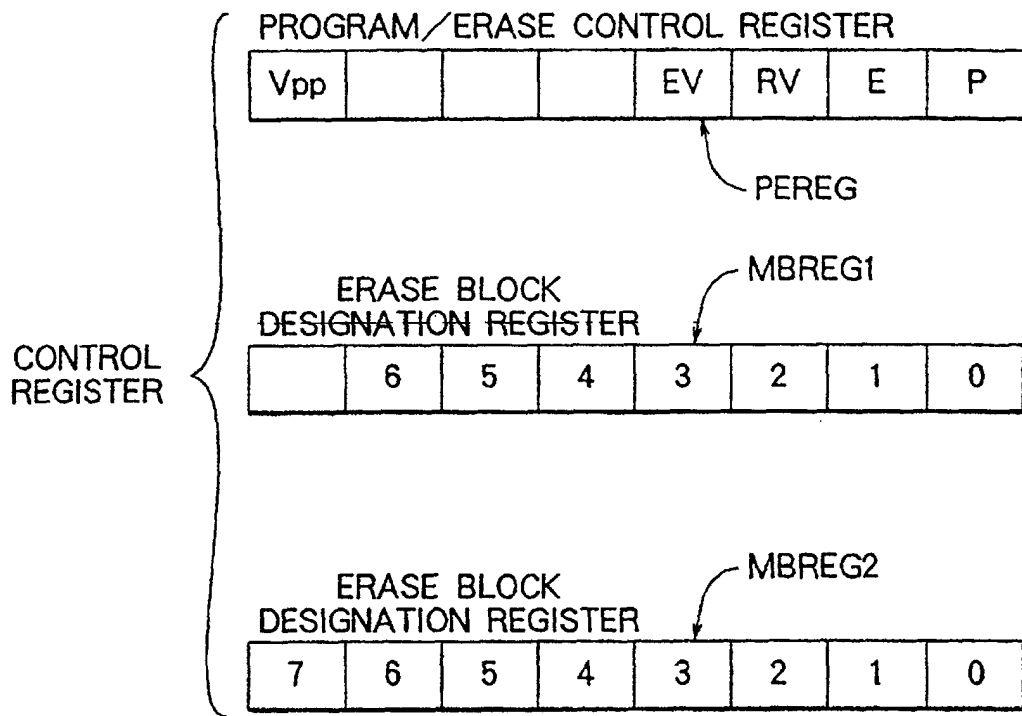 PROGRAM/ERASE CONTROL REGISTER
Vpp EV RV E P
PEREG
MBREG1
ERASE BLOCK
DESIGNATION REGISTER
6 5 4 3 2 1 0
CONTROL
REGISTER
MBREG2
ERASE BLOCK
DESIGNATION REGISTER
7 6 5 4 3 2 1 0